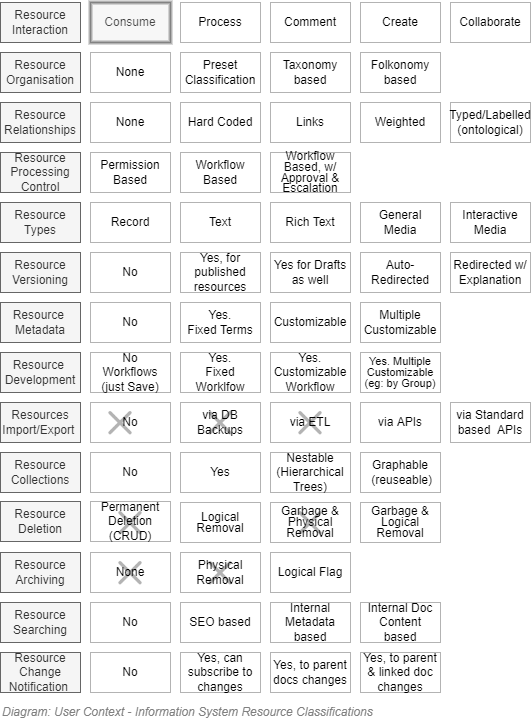 Resource Interaction
Consume
Process
Comment
Create
Collaborate
Resource Organisation
None
Preset Classification
Taxonomy based
Folkonomy based
Resource Relationships
None
Hard Coded
Links
Weighted
Typed/Labelled (ontological)
Resource Processing Control
Permission Based
Workflow Based
Workflow Based, w/ Approval & Escalation
Resource Types
Record
Text
Rich Text
General Media
Interactive Media
Resource Versioning
No
Yes, for published resources
Yes for Drafts as well
Auto-Redirected
Redirected w/ Explanation
Resource Metadata
No
Yes. Fixed Terms
Customizable
Multiple Customizable
Resource Development
No Workflows (just Save)
Yes. Fixed Worklfow
Yes. Customizable Workflow
Yes. Multiple Customizable (eg: by Group)
Resources Import/Export
No
via DB Backups
via ETL
via APIs
via Standard based APIs
Resource Collections
No
Yes
Nestable (Hierarchical Trees)
Graphable (reuseable)
Resource Deletion
Permanent Deletion (CRUD)
Logical Removal
Garbage & Physical Removal
Garbage & Logical Removal
Resource Archiving
None
Physical Removal
Logical Flag
Resource Searching
No
SEO based
Internal Metadata based
Internal Doc Content based
Resource Change Notification
No
Yes, can subscribe to changes
Yes, to parent docs changes
Yes, to parent & linked doc changes
Diagram: User Context - Information System Resource Classifications